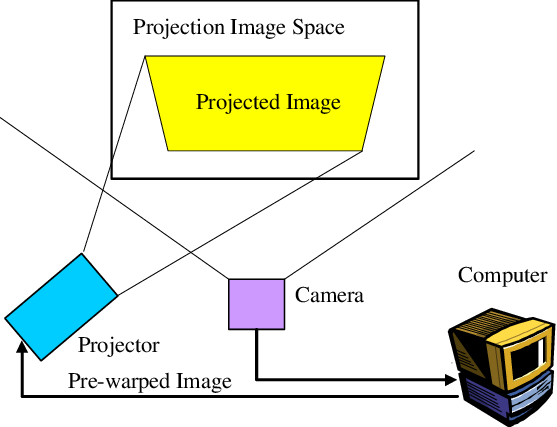 Projection Image Space
Projected Image
Computer
Camera
Projector
Pre-warped Image